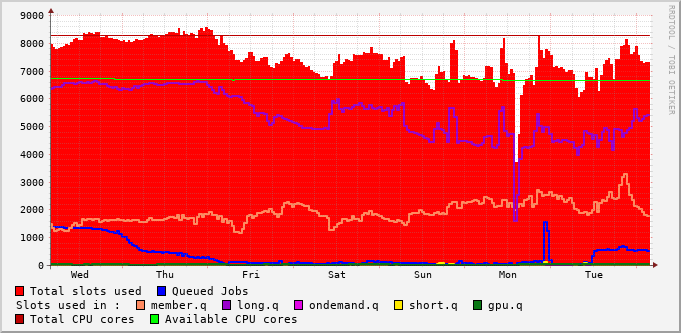 9000
8000
7000
6000
5000
4000
3000
2000
1000
0
Wed Thu Fri Sat Sun Mon Tue
Total slots used Queued Jobs
Slots used in : member.q long.q ondemand.q short.q gpu.q
Total CPU cores Available CPU cores
RRDTOOL / TOBI OETIKER